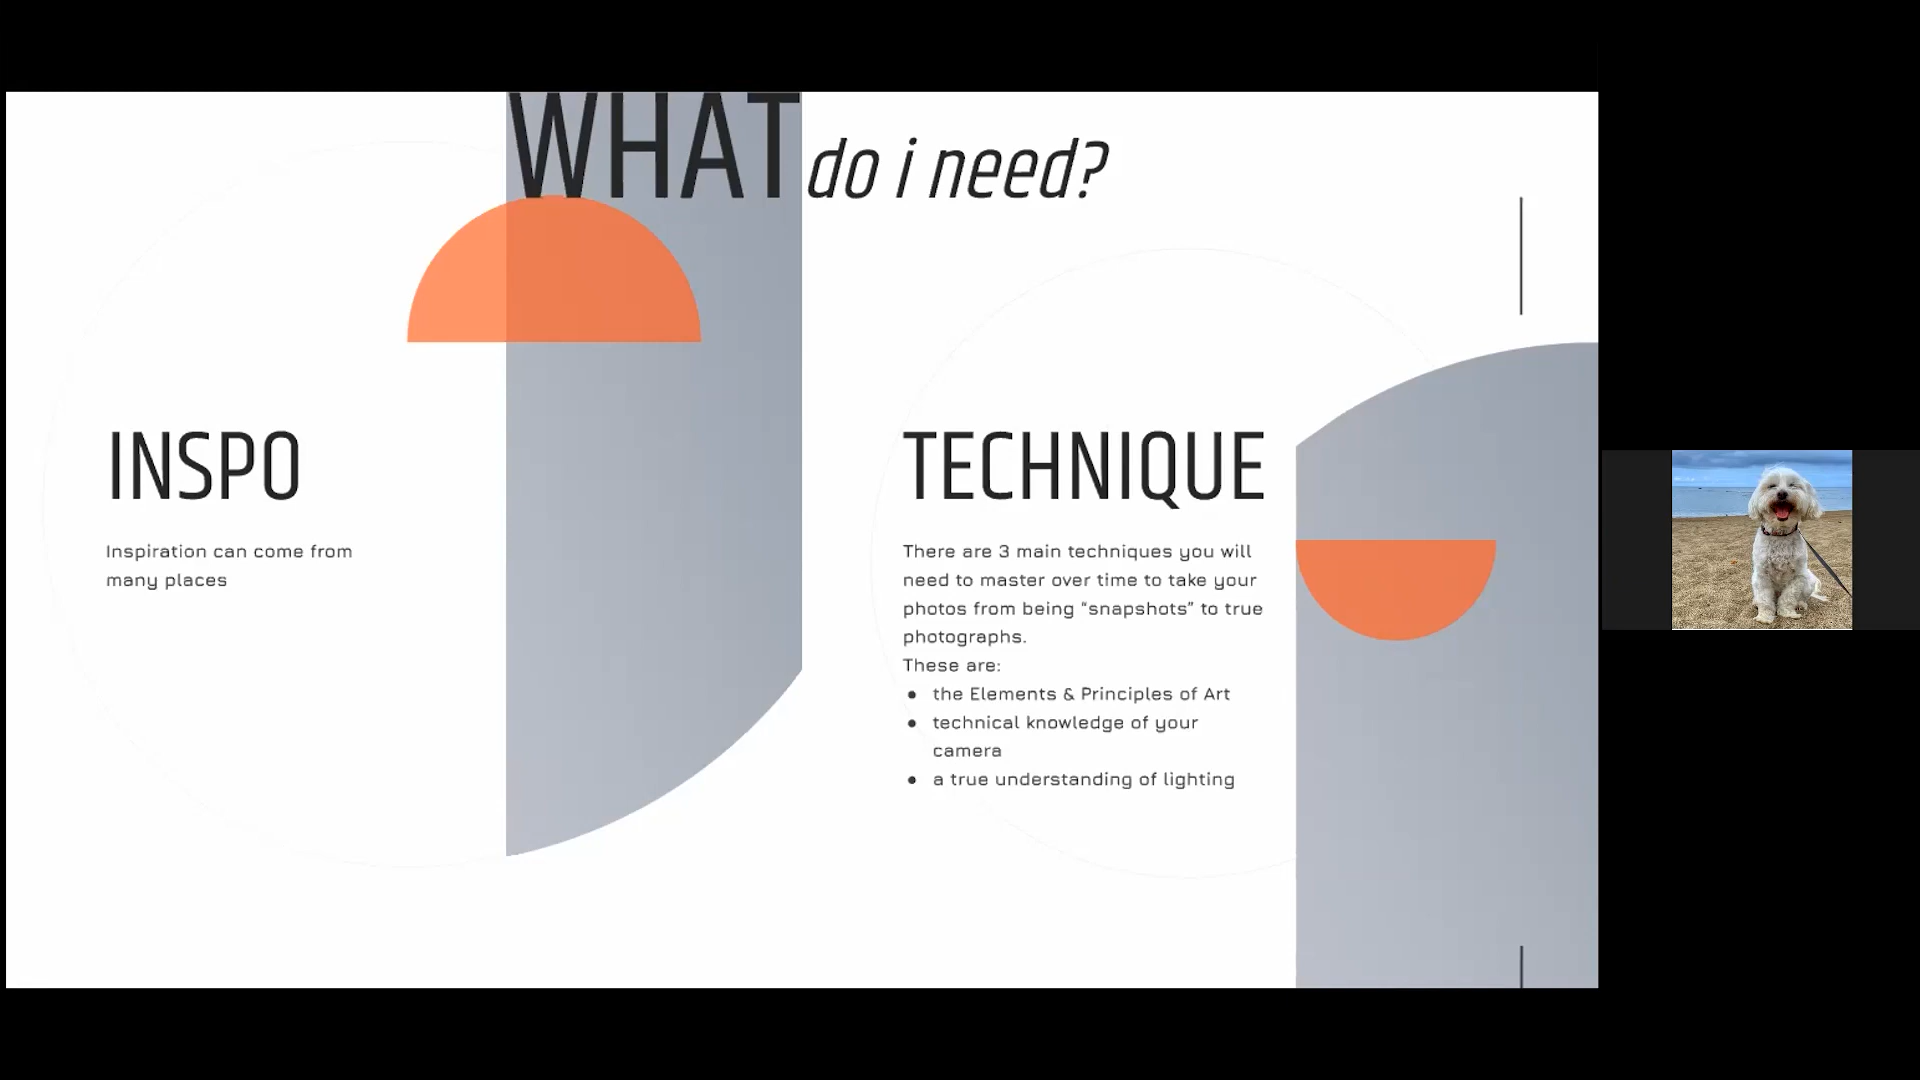 WHAT do i need?
INSPO
Inspiration can come from
many places
TECHNIQUE
There are 3 main techniques you will
need to master over time to take your
photos from being “snapshots” to true
photographs.
These are:
● the Elements & Principles of Art
● technical knowledge of your
camera
● a true understanding of lighting